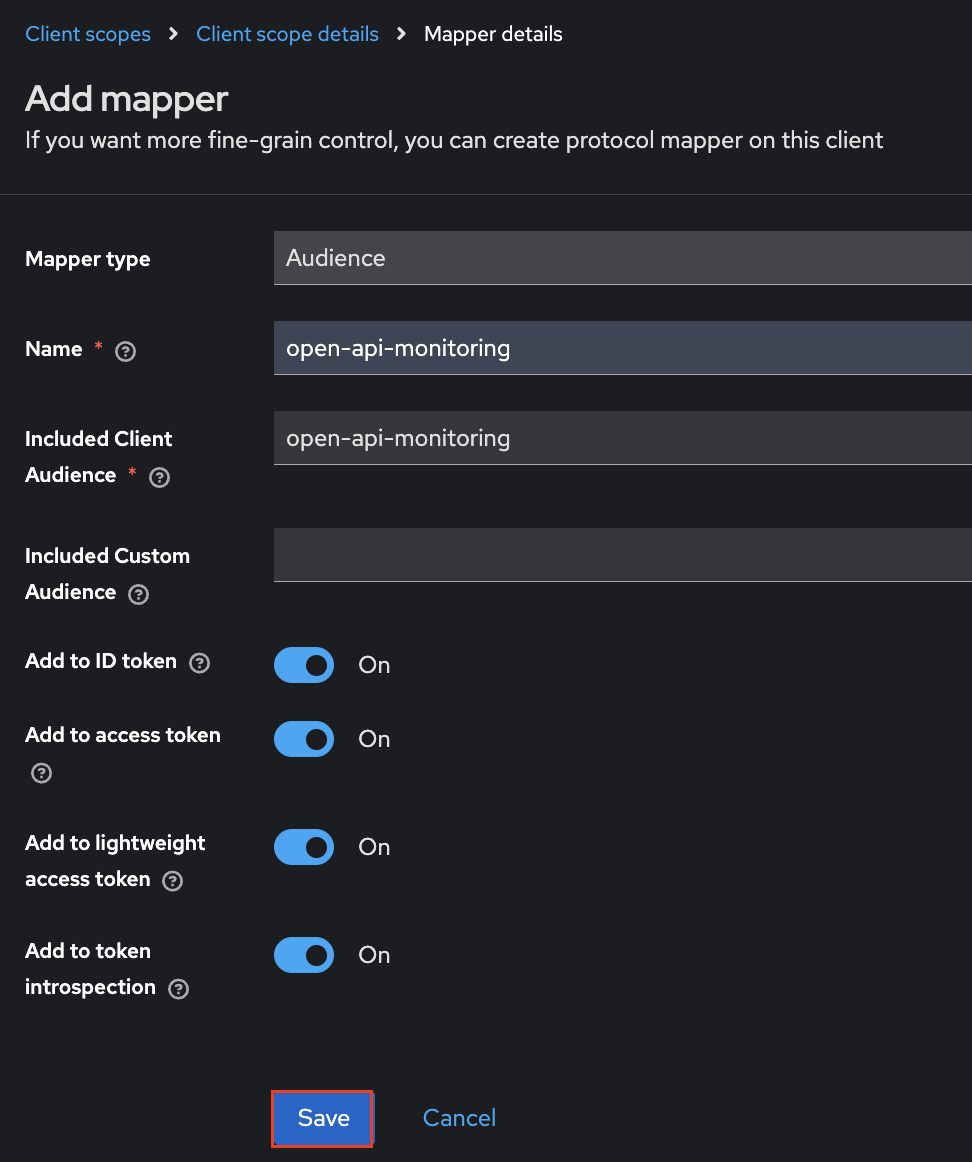 Client scopes > Client scope details > Mapper details
Add mapper
If you want more fine-grain control, you can create protocol mapper on this client
Mapper type
Audience
Name *
open-api-monitoring
Included Client
Audience *
open-api-monitoring
Included Custom
Audience
Add to ID token
On
Add to access token
On
Add to lightweight
access token
On
Add to token
introspection
On
Save
Cancel